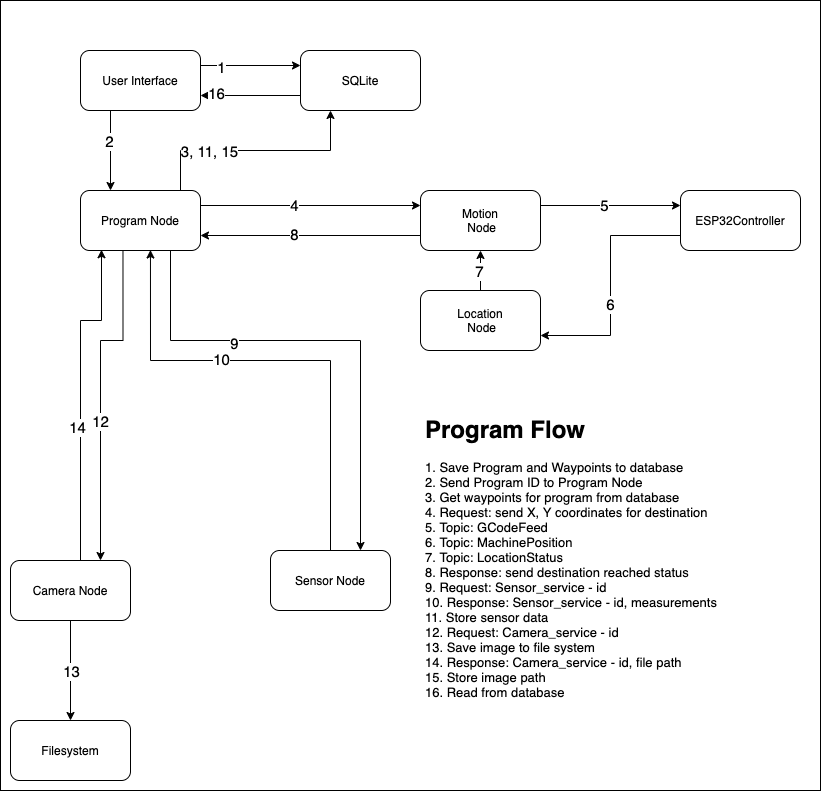 User Interface
1
16
SQLite
2
3, 11, 15
Program Node
4
8
Motion
Node
5
ESP32Controller
7
6
Location
Node
9
10
14
12
Program Flow
1. Save Program and Waypoints to database
2. Send Program ID to Program Node
3. Get waypoints for program from database
4. Request: send X, Y coordinates for destination
5. Topic: GCodeFeed
6. Topic: MachinePosition
7. Topic: LocationStatus
8. Response: send destination reached status
9. Request: Sensor_service - id
10. Response: Sensor_service - id, measurements
11. Store sensor data
12. Request: Camera_service - id
13. Save image to file system
14. Response: Camera_service - id, file path
15. Store image path
16. Read from database
Camera Node
Sensor Node
13
Filesystem